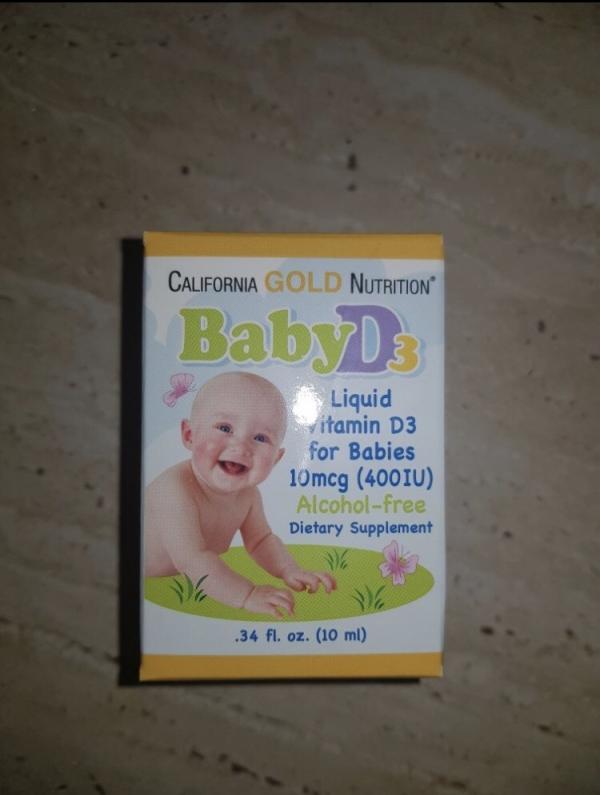 CALIFORNIA GOLD NUTRITION®
BabyD3
Liquid
Vitamin D3
for Babies
10mcg (400IU)
Alcohol-free
Dietary Supplement
.34 fl. oz. (10 ml)